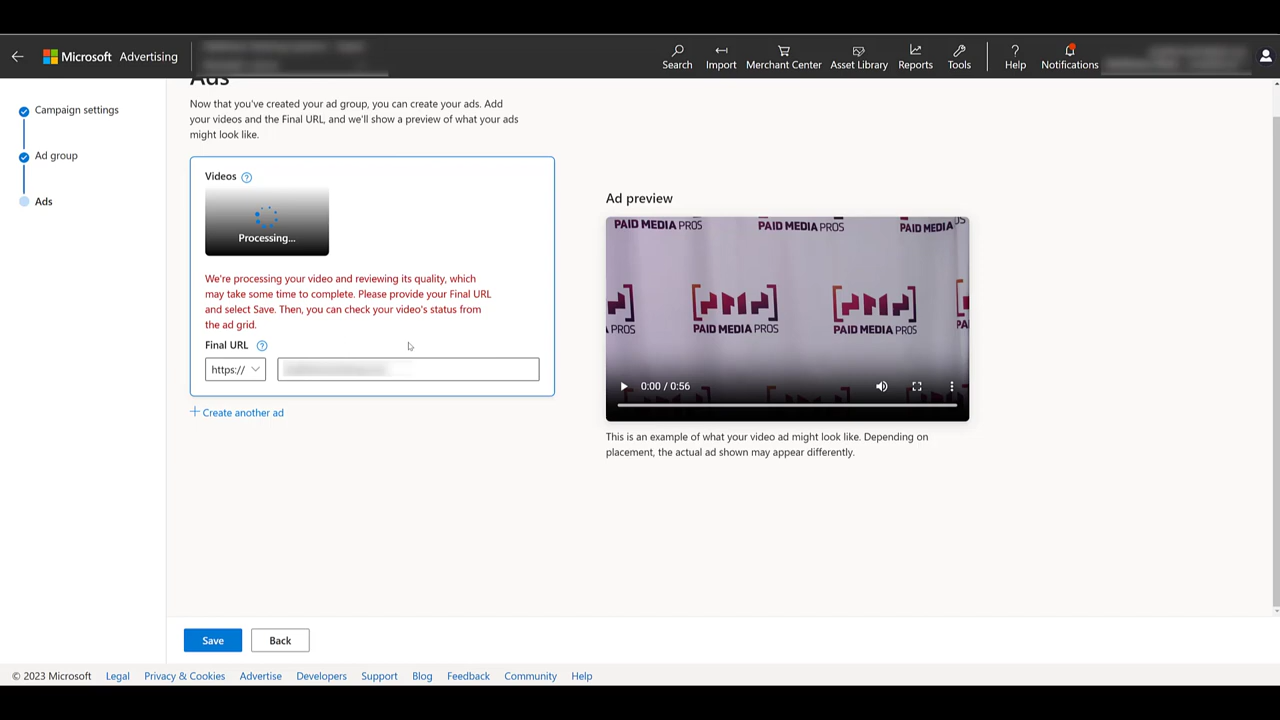 Microsoft Advertising
Search
Import
Merchant Center
Asset Library
Reports
Tools
Help
Notifications
Campaign settings
Ad group
Ads
Ads
Now that you've created your ad group, you can create your ads. Add
your videos and the Final URL, and we'll show a preview of what your ads
might look like.
Videos
Processing...
We're processing your video and reviewing its quality, which
may take some time to complete. Please provide your Final URL
and select Save. Then, you can check your video's status from
the ad grid.
Final URL
https://
Create another ad
Ad preview
PAID MEDIA PROS
PAID MEDIA PROS
PAID MEDIA
PROS
PAID MEDIA PROS
PAID MEDIA PROS
0:00 / 0:56
This is an example of what your video ad might look like. Depending on
placement, the actual ad shown may appear differently.
Save
Back
© 2023 Microsoft
Legal
Privacy & Cookies
Advertise
Developers
Support
Blog
Feedback
Community
Help